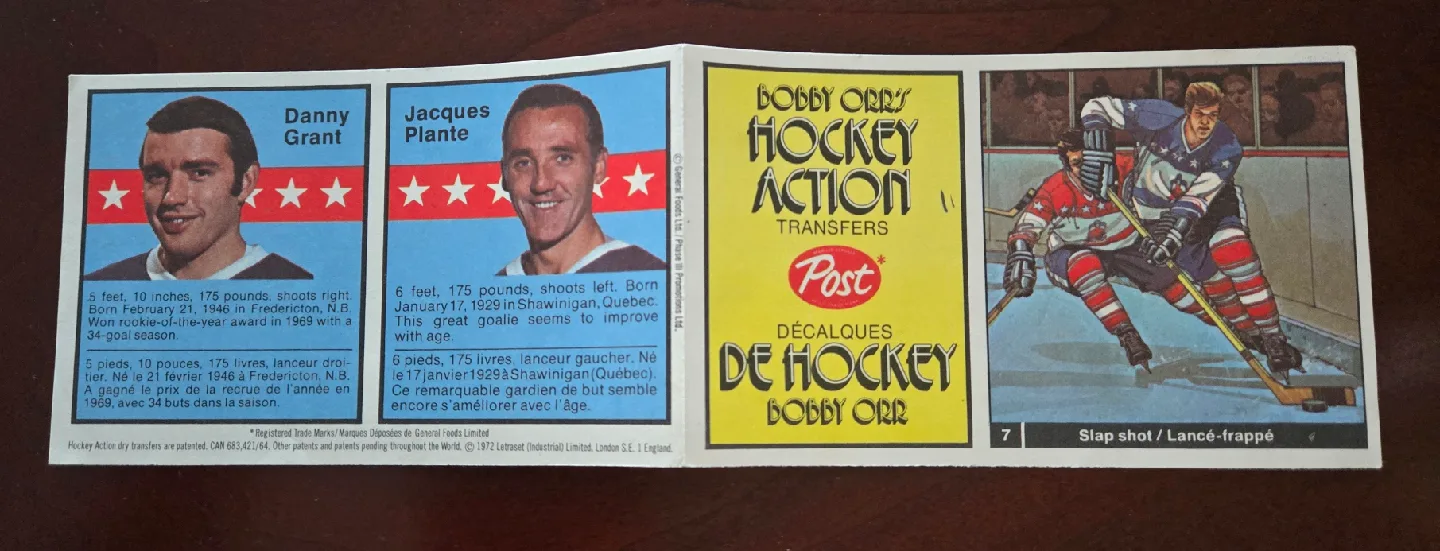 Danny
Grant
5 feet, 10 inches, 175 pounds, shoots right.
Born February 21, 1946 in Fredericton, N.B.
Won rookie-of-the-year award in 1969 with a
34-goal season.
5 pieds, 10 pouces, 175 livres, lanceur droi-
tier. Né le 21 février 1946 à Fredericton, N.B.
A gagné le prix de la recrue de l'année en
1969, avec 34 buts dans la saison.
Jacques
Plante
6 feet, 175 pounds, shoots left. Born
January 17, 1929 in Shawinigan, Quebec.
This great goalie seems to improve
with age.
6 pieds, 175 livres, lanceur gaucher. Né
le 17 janvier 1929 à Shawinigan (Québec).
Ce remarquable gardien de but semble
encore s'améliorer avec l'âge.
*Registered Trade Marks/Marques Déposées de General Foods Limited
Hockey Action dry transfers are patented. CAN 683,421/64. Other patents and patents pending throughout the World. © 1972 Letraset (Industrial) Limited. London S.E. 1 England.
© General Foods Ltd. / Phase III Promotions Ltd.
BOBBY ORR'S
HOCKEY
ACTION
TRANSFERS
Post*
DÉCALQUES
DE HOCKEY
BOBBY ORR
7 Slap shot / Lancé-frappé